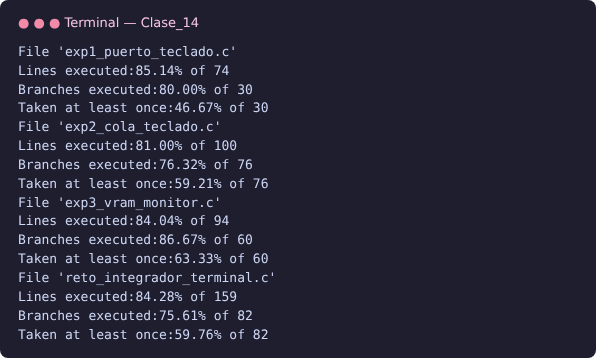 Terminal — Clase_14
File 'exp1_puerto_teclado.c'
Lines executed:85.14% of 74
Branches executed:80.00% of 30
Taken at least once:46.67% of 30
File 'exp2_cola_teclado.c'
Lines executed:81.00% of 100
Branches executed:76.32% of 76
Taken at least once:59.21% of 76
File 'exp3_vram_monitor.c'
Lines executed:84.04% of 94
Branches executed:86.67% of 60
Taken at least once:63.33% of 60
File 'reto_integrador_terminal.c'
Lines executed:84.28% of 159
Branches executed:75.61% of 82
Taken at least once:59.76% of 82